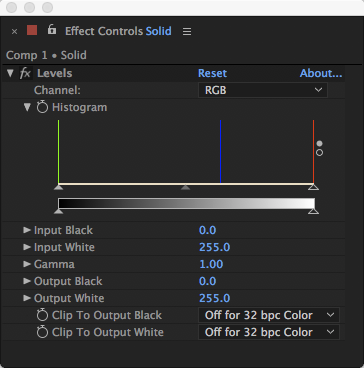 × Effect Controls Solid ≡
Comp 1 • Solid
fx Levels Reset About...
Channel: RGB
Histogram
Input Black 0.0
Input White 255.0
Gamma 1.00
Output Black 0.0
Output White 255.0
Clip To Output Black Off for 32 bpc Color
Clip To Output White Off for 32 bpc Color